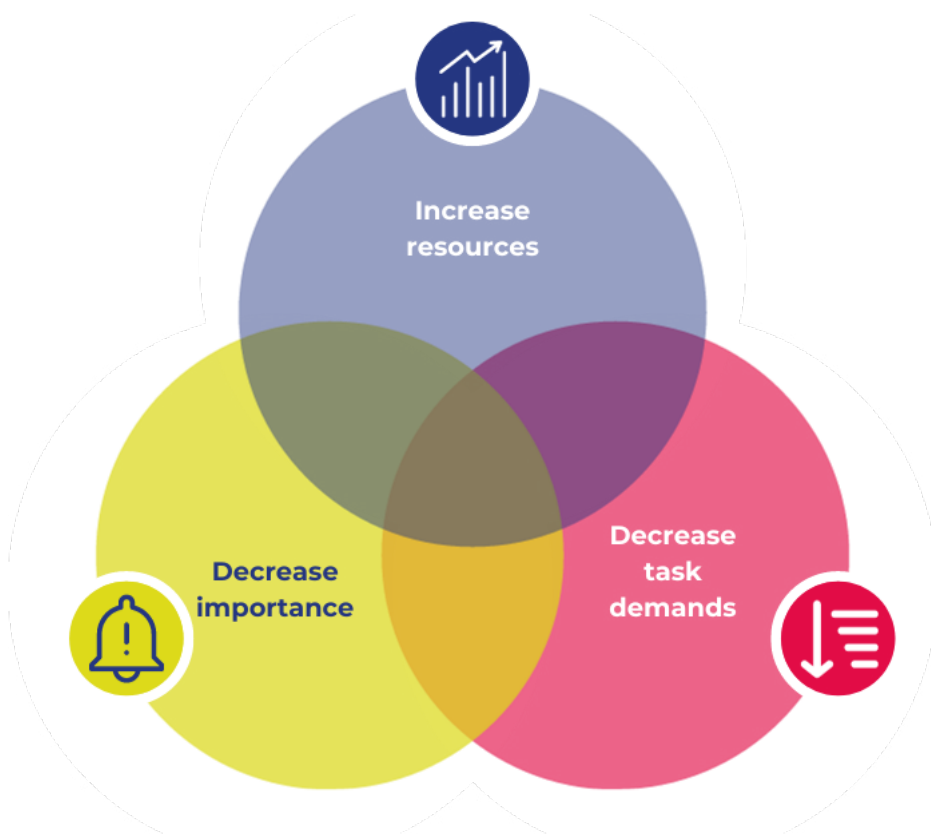 Increase
resources
Decrease
task
demands
Decrease
importance